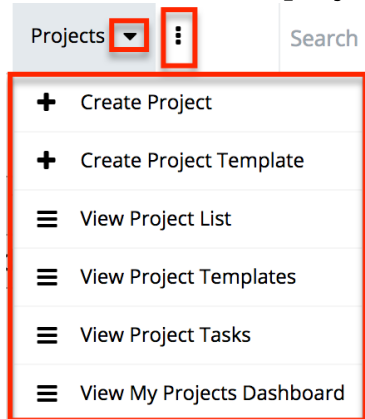 Projects Search
Create Project
Create Project Template
View Project List
View Project Templates
View Project Tasks
View My Projects Dashboard